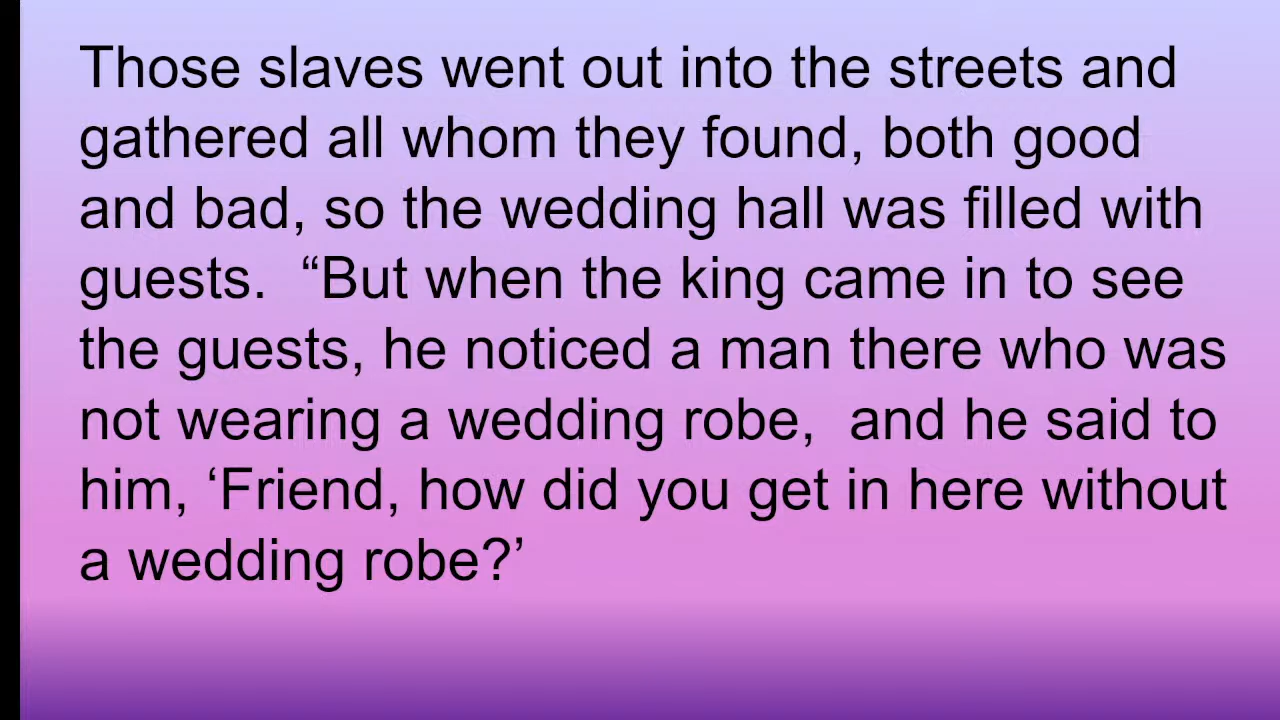 Those slaves went out into the streets and
gathered all whom they found, both good
and bad, so the wedding hall was filled with
guests.  “But when the king came in to see
the guests, he noticed a man there who was
not wearing a wedding robe,  and he said to
him, ‘Friend, how did you get in here without
a wedding robe?’